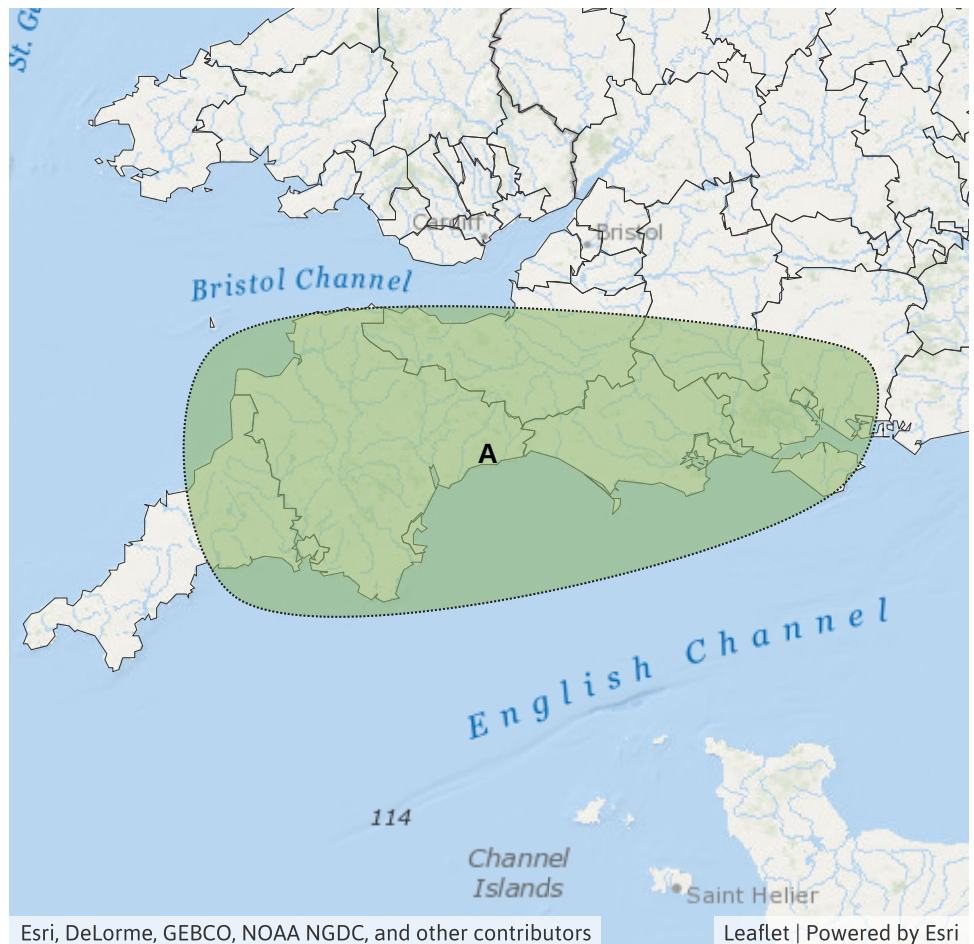 St. G
Cardiff
Bristol
Bristol Channel
A
English Channel
114
Channel
Islands
Saint Helier
Esri, DeLorme, GEBCO, NOAA NGDC, and other contributors
Leaflet | Powered by Esri